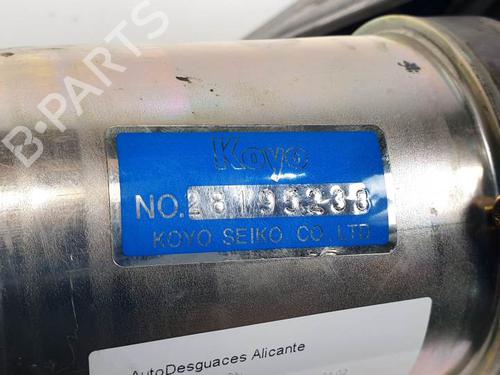 B-PARTS
Koyo
NO.28195233
KOYO SEIKO CO.,LTD
AutoDesguaces Alicante